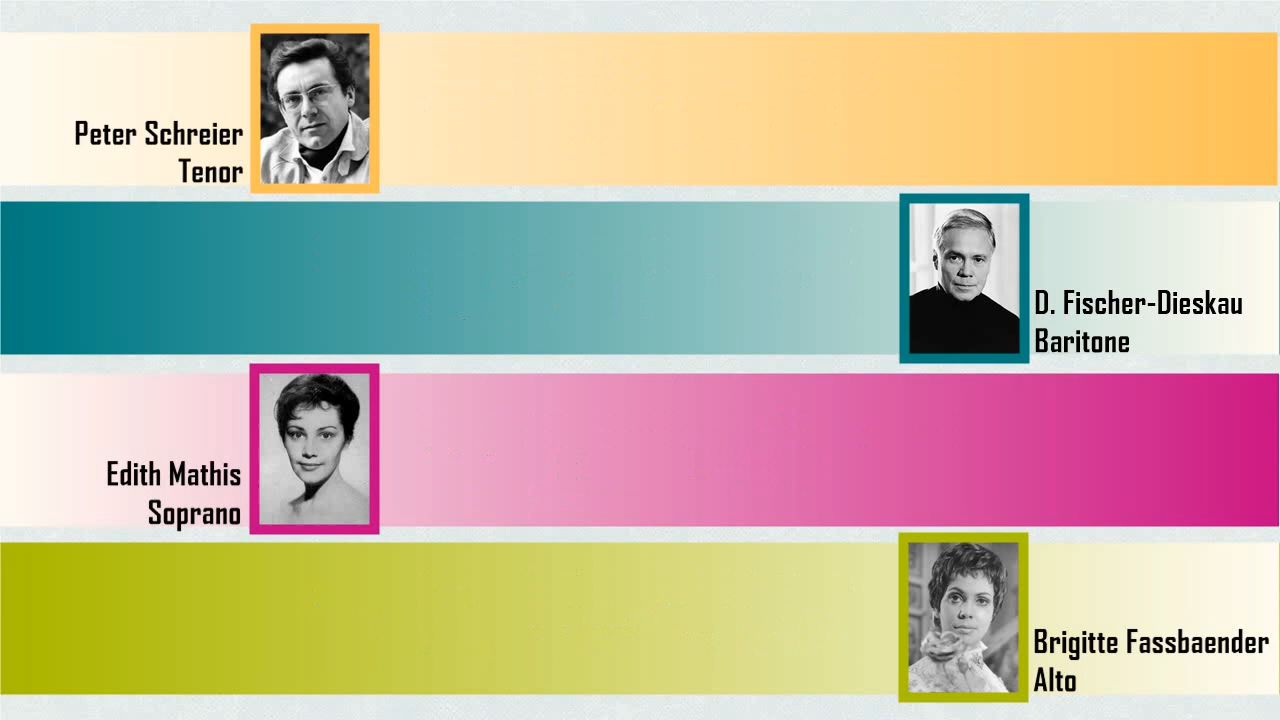 Peter Schreier
Tenor
D. Fischer-Dieskau
Baritone
Edith Mathis
Soprano
Brigitte Fassbaender
Alto